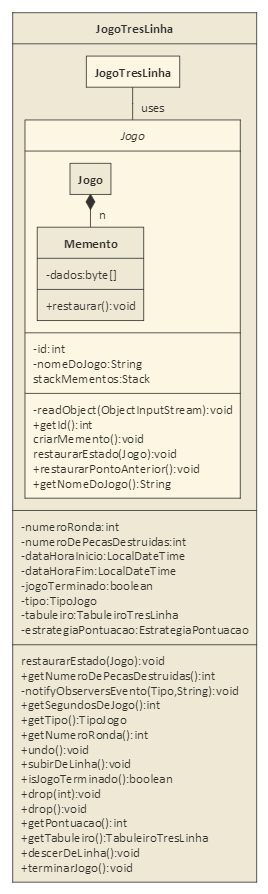 JogoTresLinha
JogoTresLinha
uses
Jogo
Jogo
n
Memento
-dados:byte[]
+restaurar():void
-id:int
-nomeDoJogo:String
stackMementos:Stack
-readObject(ObjectInputStream):void
+getId():int
criarMemento():void
restaurarEstado(Jogo):void
+restaurarPontoAnterior():void
+getNomeDoJogo():String
-numeroRonda:int
-numeroDePecasDestruidas:int
-dataHoraInicio:LocalDateTime
-dataHoraFim:LocalDateTime
-jogoTerminado:boolean
-tipo:TipoJogo
-tabuleiro:TabuleiroTresLinha
-estrategiaPontuacao:EstrategiaPontuacao
restaurarEstado(Jogo):void
+getNumeroDePecasDestruidas():int
-notifyObserversEvento(Tipo,String):void
+getSegundosDeJogo():int
+getTipo():TipoJogo
+getNumeroRonda():int
+undo():void
+subirDeLinha():void
+isJogoTerminado():boolean
+drop(int):void
+drop():void
+getPontuacao():int
+getTabuleiro():TabuleiroTresLinha
+descerDeLinha():void
+terminarJogo():void